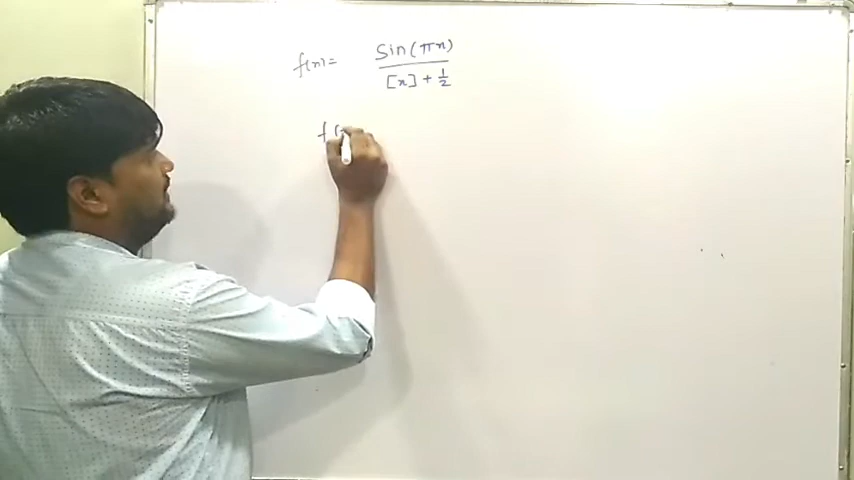 f(x) = sin(πx) / ([x] + 1/2)
f(